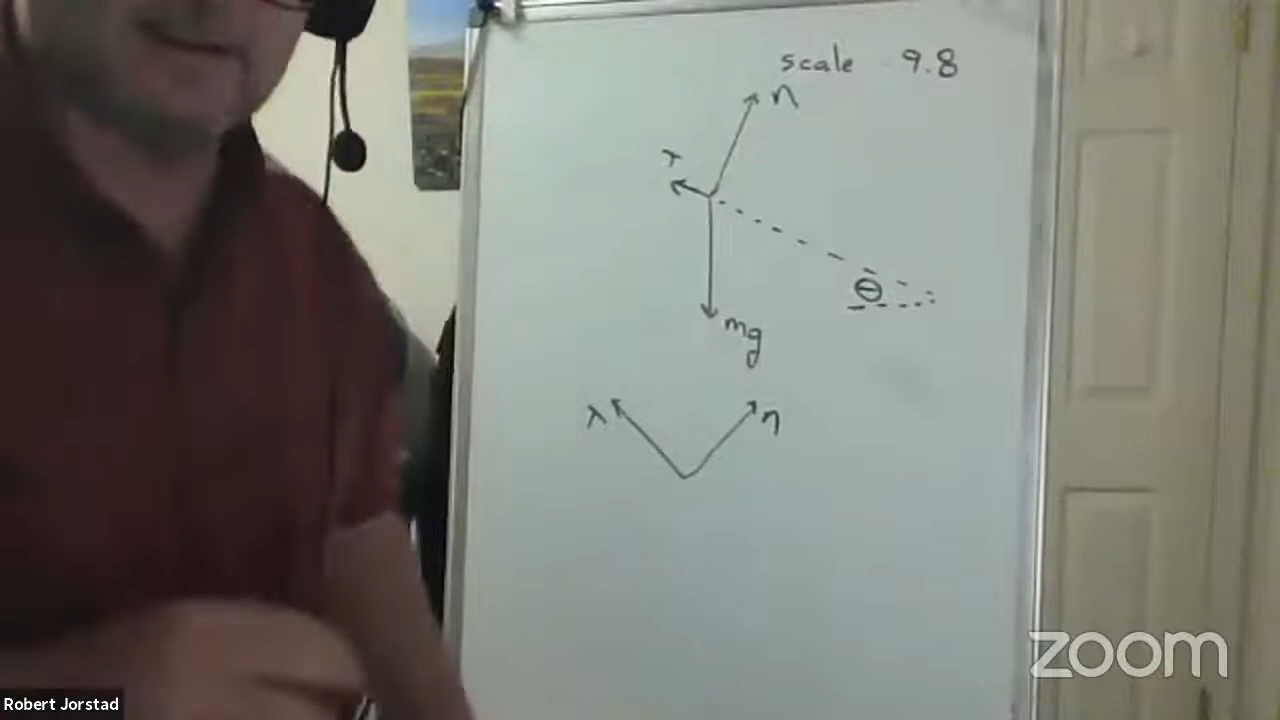 scale 9.8
n
T
θ
mg
λ
η
zoom
Robert Jorstad